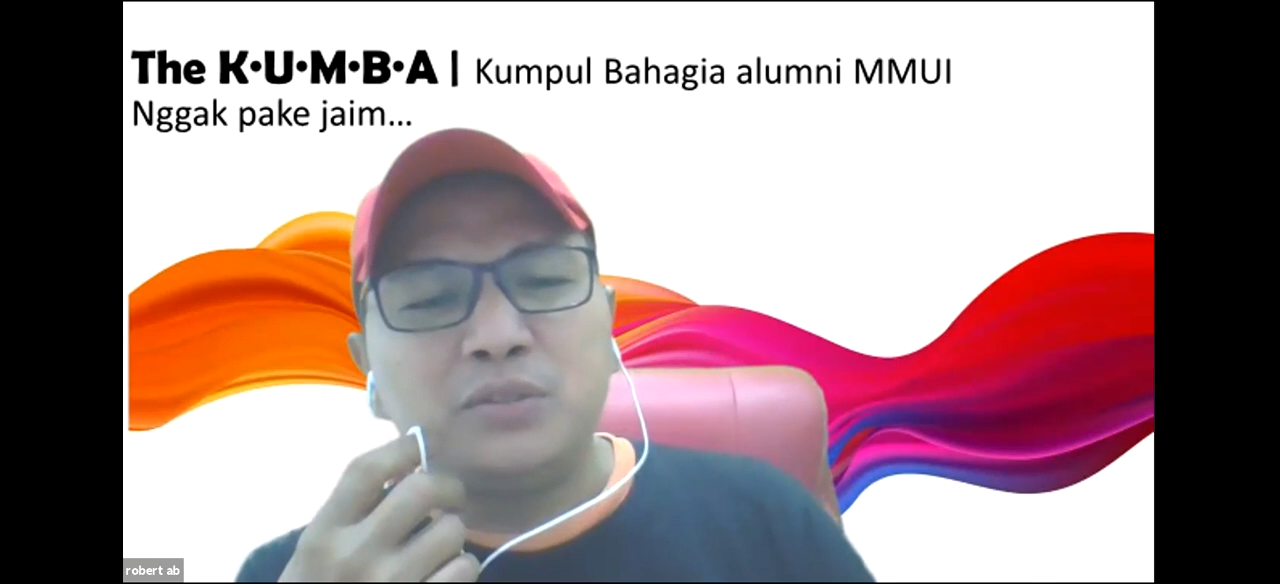 The K•U•M•B•A | Kumpul Bahagia alumni MMUI
Nggak pake jaim...
robert ab